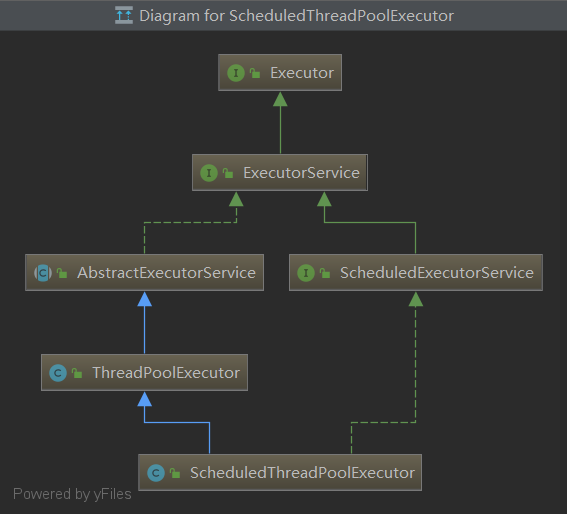 Diagram for ScheduledThreadPoolExecutor
I Executor
I ExecutorService
C AbstractExecutorService
I ScheduledExecutorService
C ThreadPoolExecutor
C ScheduledThreadPoolExecutor
Powered by yFiles